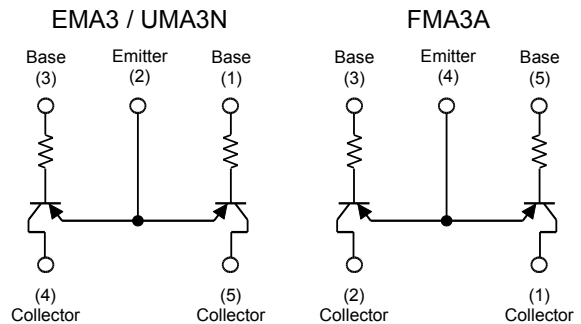 EMA3 / UMA3N
FMA3A
Base Emitter Base
(3) (2) (1)
Base Emitter Base
(3) (4) (5)
(4) (5)
Collector Collector
(2) (1)
Collector Collector